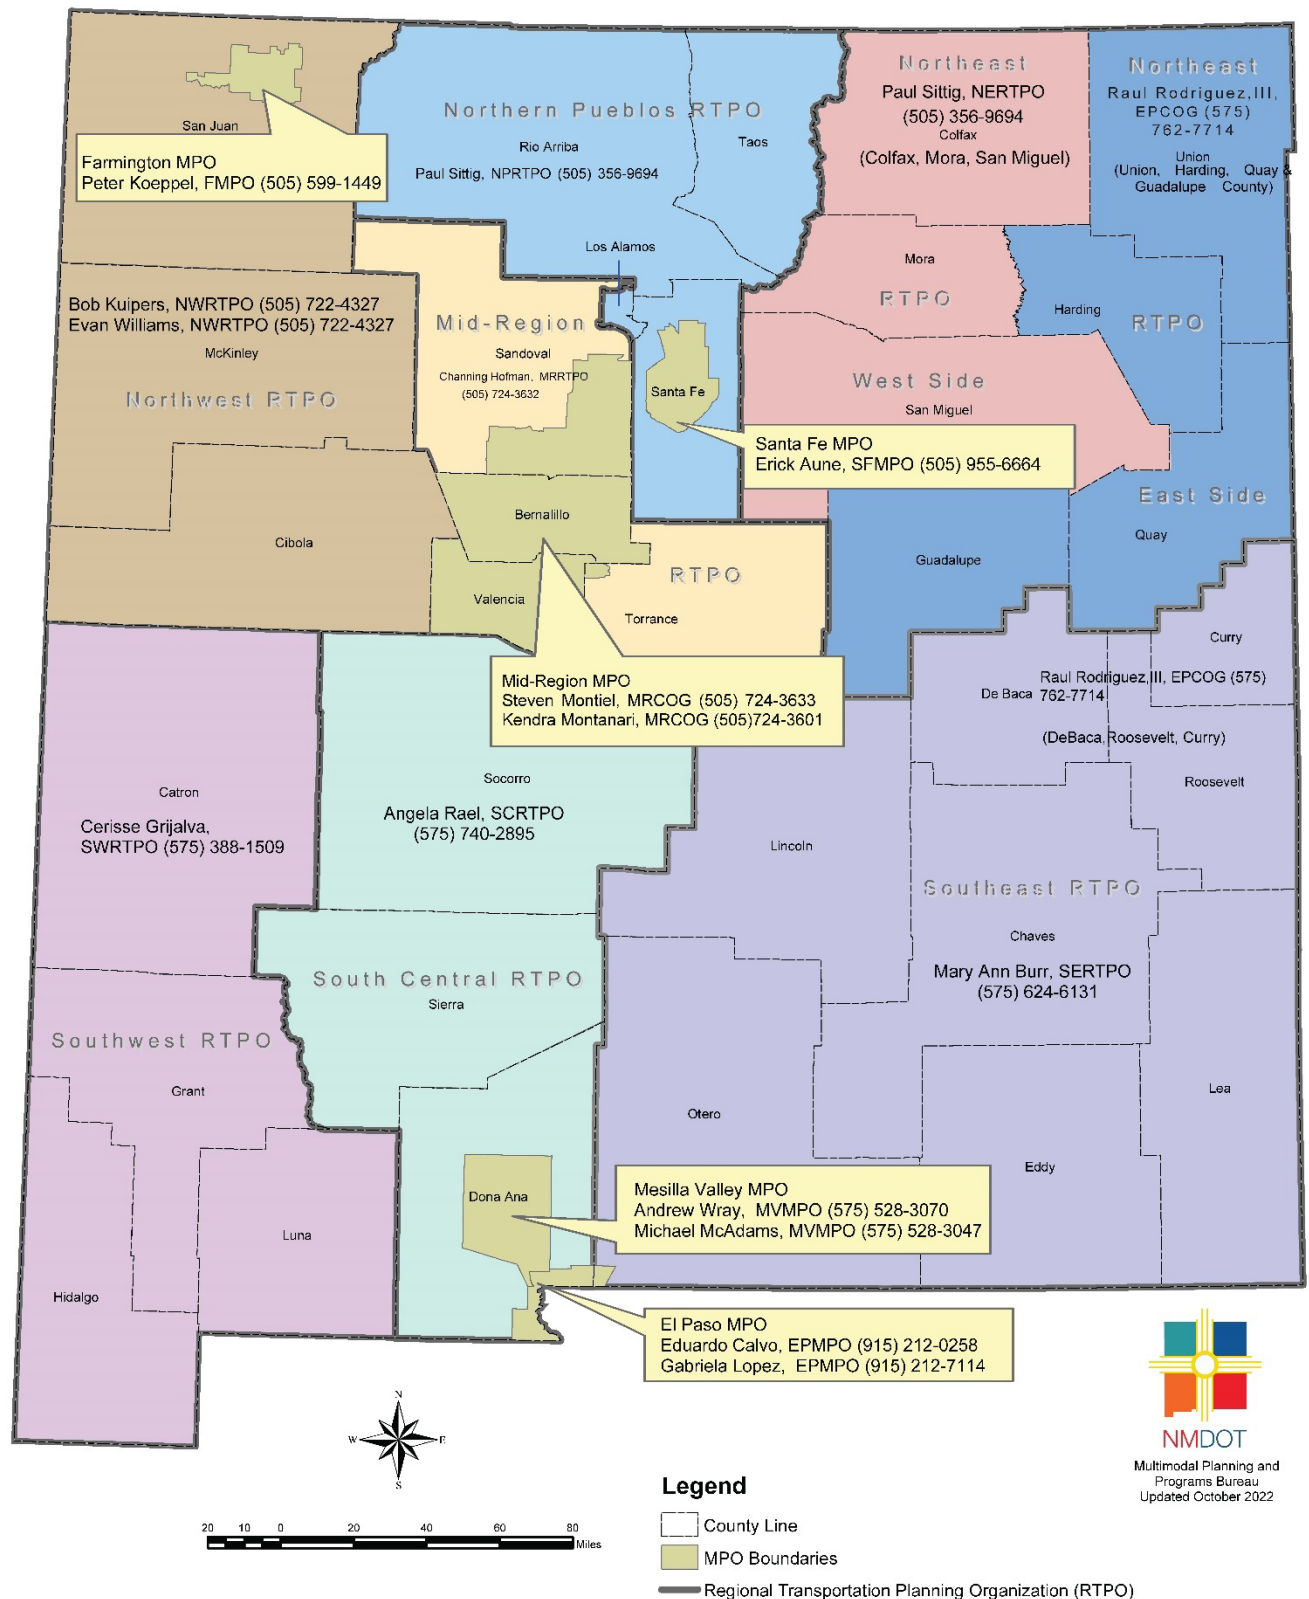 Northeast
Paul Sittig, NERTPO
(505) 356-9694
Colfax
(Colfax, Mora, San Miguel)
Northeast
Raul Rodriguez,III,
EPCOG (575)
762-7714
Union
(Union, Harding, Quay &
Guadalupe County)
San Juan
Farmington MPO
Peter Koeppel, FMPO (505) 599-1449
Northern Pueblos RTPO
Rio Arriba
Taos
Paul Sittig, NPRTPO (505) 356-9694
Los Alamos
Mora
RTPO
Harding
RTPO
Bob Kuipers, NWRTPO (505) 722-4327
Evan Williams, NWRTPO (505) 722-4327
McKinley
Northwest RTPO
Mid-Region
Sandoval
Channing Hofman, MRRTPO
(505) 724-3632
Santa Fe
West Side
San Miguel
Santa Fe MPO
Erick Aune, SFMPO (505) 955-6664
East Side
Quay
Cibola
Bernalillo
Valencia
RTPO
Torrance
Guadalupe
Mid-Region MPO
Steven Montiel, MRCOG (505) 724-3633
Kendra Montanari, MRCOG (505)724-3601
Curry
De Baca
Raul Rodriguez,III, EPCOG (575)
762-7714
(DeBaca,Roosevelt, Curry)
Roosevelt
Catron
Cerisse Grijalva,
SWRTPO (575) 388-1509
Socorro
Angela Rael, SCRTPO
(575) 740-2895
Lincoln
Southeast RTPO
Chaves
Mary Ann Burr, SERTPO
(575) 624-6131
South Central RTPO
Sierra
Southwest RTPO
Grant
Otero
Lea
Eddy
Dona Ana
Mesilla Valley MPO
Andrew Wray, MVMPO (575) 528-3070
Michael McAdams, MVMPO (575) 528-3047
Luna
Hidalgo
El Paso MPO
Eduardo Calvo, EPMPO (915) 212-0258
Gabriela Lopez, EPMPO (915) 212-7114
N
W E
S
20 10 0 20 40 60 80
Miles
NMDOT
Multimodal Planning and
Programs Bureau
Updated October 2022
Legend
County Line
MPO Boundaries
Regional Transportation Planning Organization (RTPO)